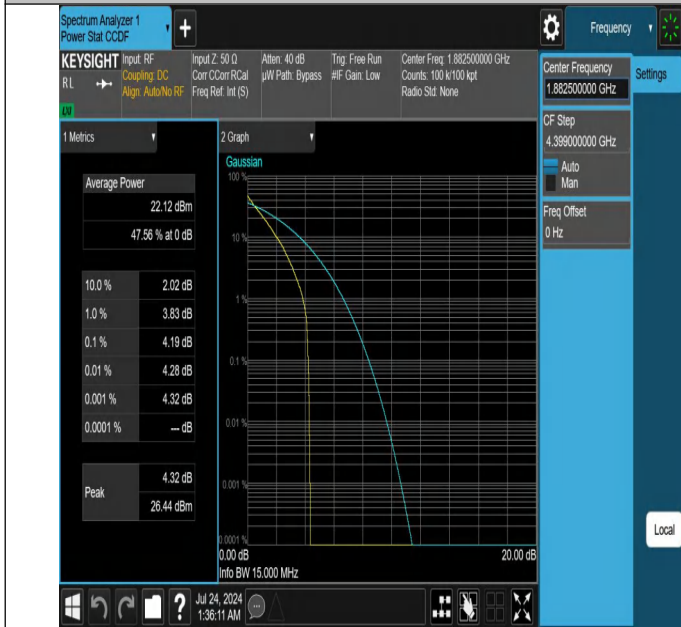 Spectrum Analyzer 1
Power Stat CCDF
Frequency
KEYSIGHT
RL
LXI
Input: RF
Coupling: DC
Align: Auto/No RF
Input Z: 50 Ω
Corr CCorr RCal
Freq Ref: Int (S)
Atten: 40 dB
µW Path: Bypass
Trig: Free Run
#IF Gain: Low
Center Freq: 1.882500000 GHz
Counts: 100 k/100 kpt
Radio Std: None
Center Frequency
1.882500000 GHz
Settings
CF Step
4.399000000 GHz
Auto
Man
Freq Offset
0 Hz
1 Metrics
Average Power
22.12 dBm
47.56 % at 0 dB
10.0 % 2.02 dB
1.0 % 3.83 dB
0.1 % 4.19 dB
0.01 % 4.28 dB
0.001 % 4.32 dB
0.0001 % --- dB
Peak
4.32 dB
26.44 dBm
2 Graph
Gaussian
100 %
10 %
1 %
0.1 %
0.01 %
0.001 %
0.0001 %
0.00 dB
20.00 dB
Info BW 15.000 MHz
Local
?
Jul 24, 2024
1:36:11 AM